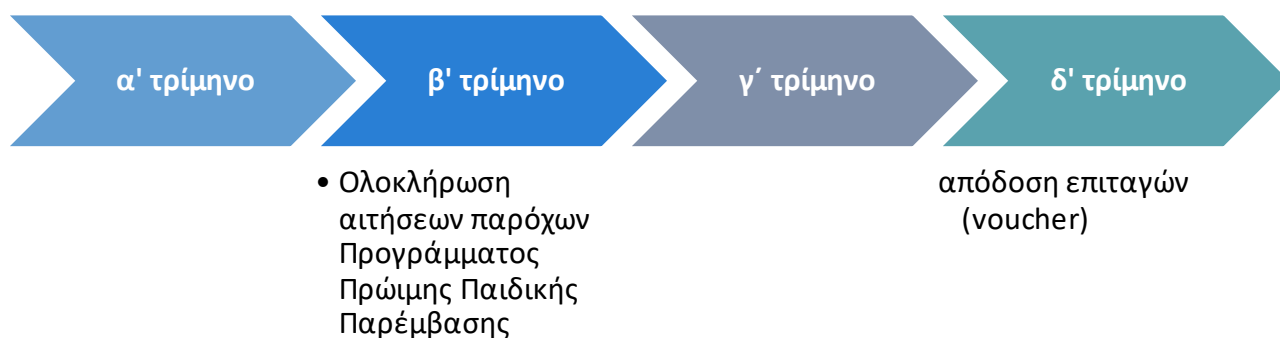 α' τρίμηνο
β' τρίμηνο
γ΄ τρίμηνο
δ' τρίμηνο
• Ολοκλήρωση
αιτήσεων παρόχων
Προγράμματος
Πρώιμης Παιδικής
Παρέμβασης
απόδοση επιταγών
(voucher)